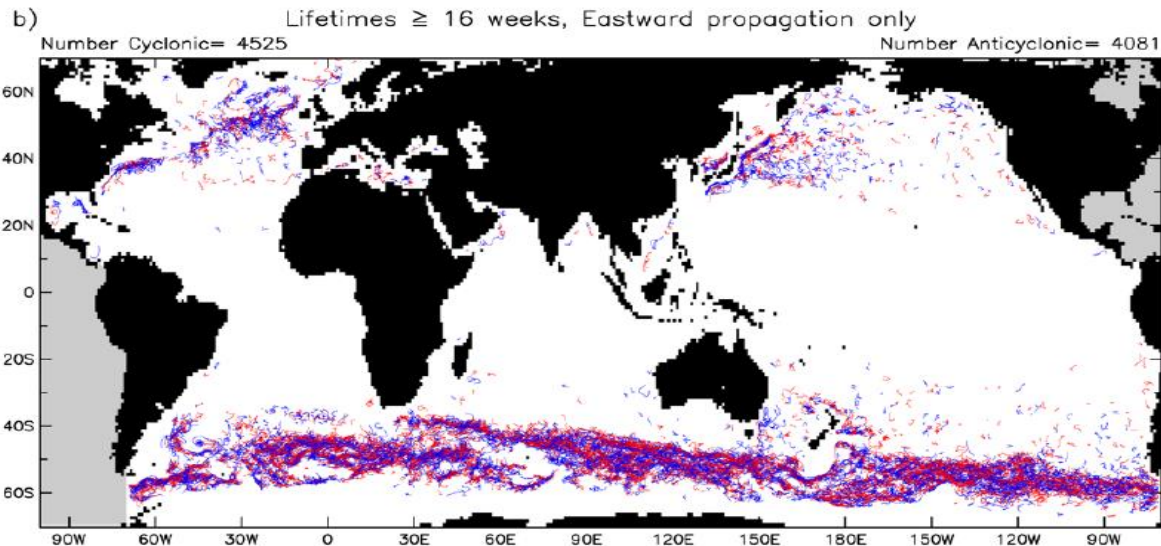 b)
Lifetimes ≧ 16 weeks, Eastward propagation only
Number Cyclonic= 4525
Number Anticyclonic= 4081
60N
40N
20N
0
20S
40S
60S
90W 60W 30W 0 30E 60E 90E 120E 150E 180E 150W 120W 90W